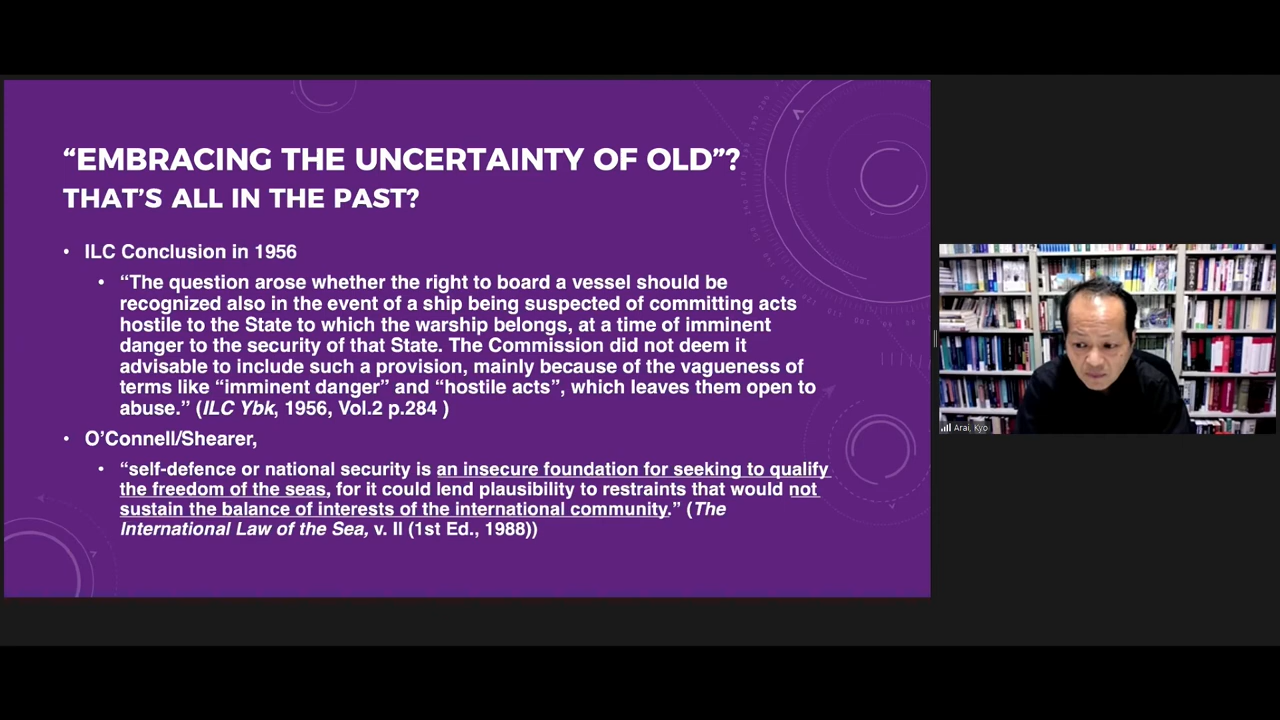 “EMBRACING THE UNCERTAINTY OF OLD”?
THAT’S ALL IN THE PAST?
• ILC Conclusion in 1956
• “The question arose whether the right to board a vessel should be
recognized also in the event of a ship being suspected of committing acts
hostile to the State to which the warship belongs, at a time of imminent
danger to the security of that State. The Commission did not deem it
advisable to include such a provision, mainly because of the vagueness of
terms like “imminent danger” and “hostile acts”, which leaves them open to
abuse.” (ILC Ybk, 1956, Vol.2 p.284 )
• O’Connell/Shearer,
• “self-defence or national security is an insecure foundation for seeking to qualify
the freedom of the seas, for it could lend plausibility to restraints that would not
sustain the balance of interests of the international community.” (The
International Law of the Sea, v. II (1st Ed., 1988))
Arai, Kyo